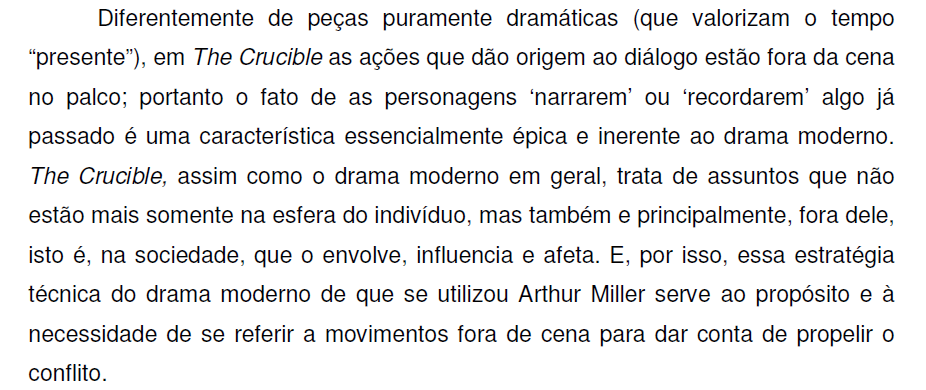 Diferentemente de peças puramente dramáticas (que valorizam o tempo
“presente”), em The Crucible as ações que dão origem ao diálogo estão fora da cena
no palco; portanto o fato de as personagens ‘narrarem’ ou ‘recordarem’ algo já
passado é uma característica essencialmente épica e inerente ao drama moderno.
The Crucible, assim como o drama moderno em geral, trata de assuntos que não
estão mais somente na esfera do indivíduo, mas também e principalmente, fora dele,
isto é, na sociedade, que o envolve, influencia e afeta. E, por isso, essa estratégia
técnica do drama moderno de que se utilizou Arthur Miller serve ao propósito e à
necessidade de se referir a movimentos fora de cena para dar conta de propelir o
conflito.